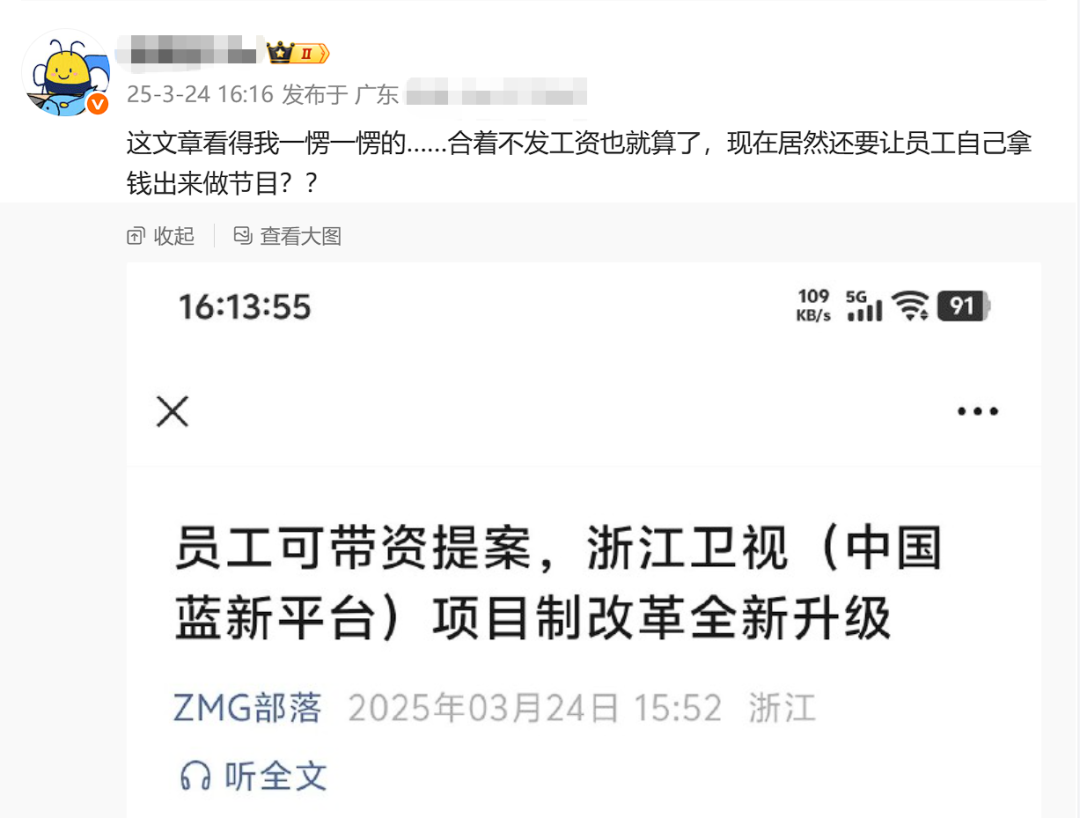 II
25-3-24 16:16 发布于 广东
这文章看得我一愣一愣的......合着不发工资也就算了，现在居然还要让员工自己拿
钱出来做节目？？
收起 查看大图
16:13:55 109 KB/s 5G 91
员工可带资提案，浙江卫视（中国
蓝新平台）项目制改革全新升级
ZMG部落 2025年03月24日 15:52 浙江
听全文